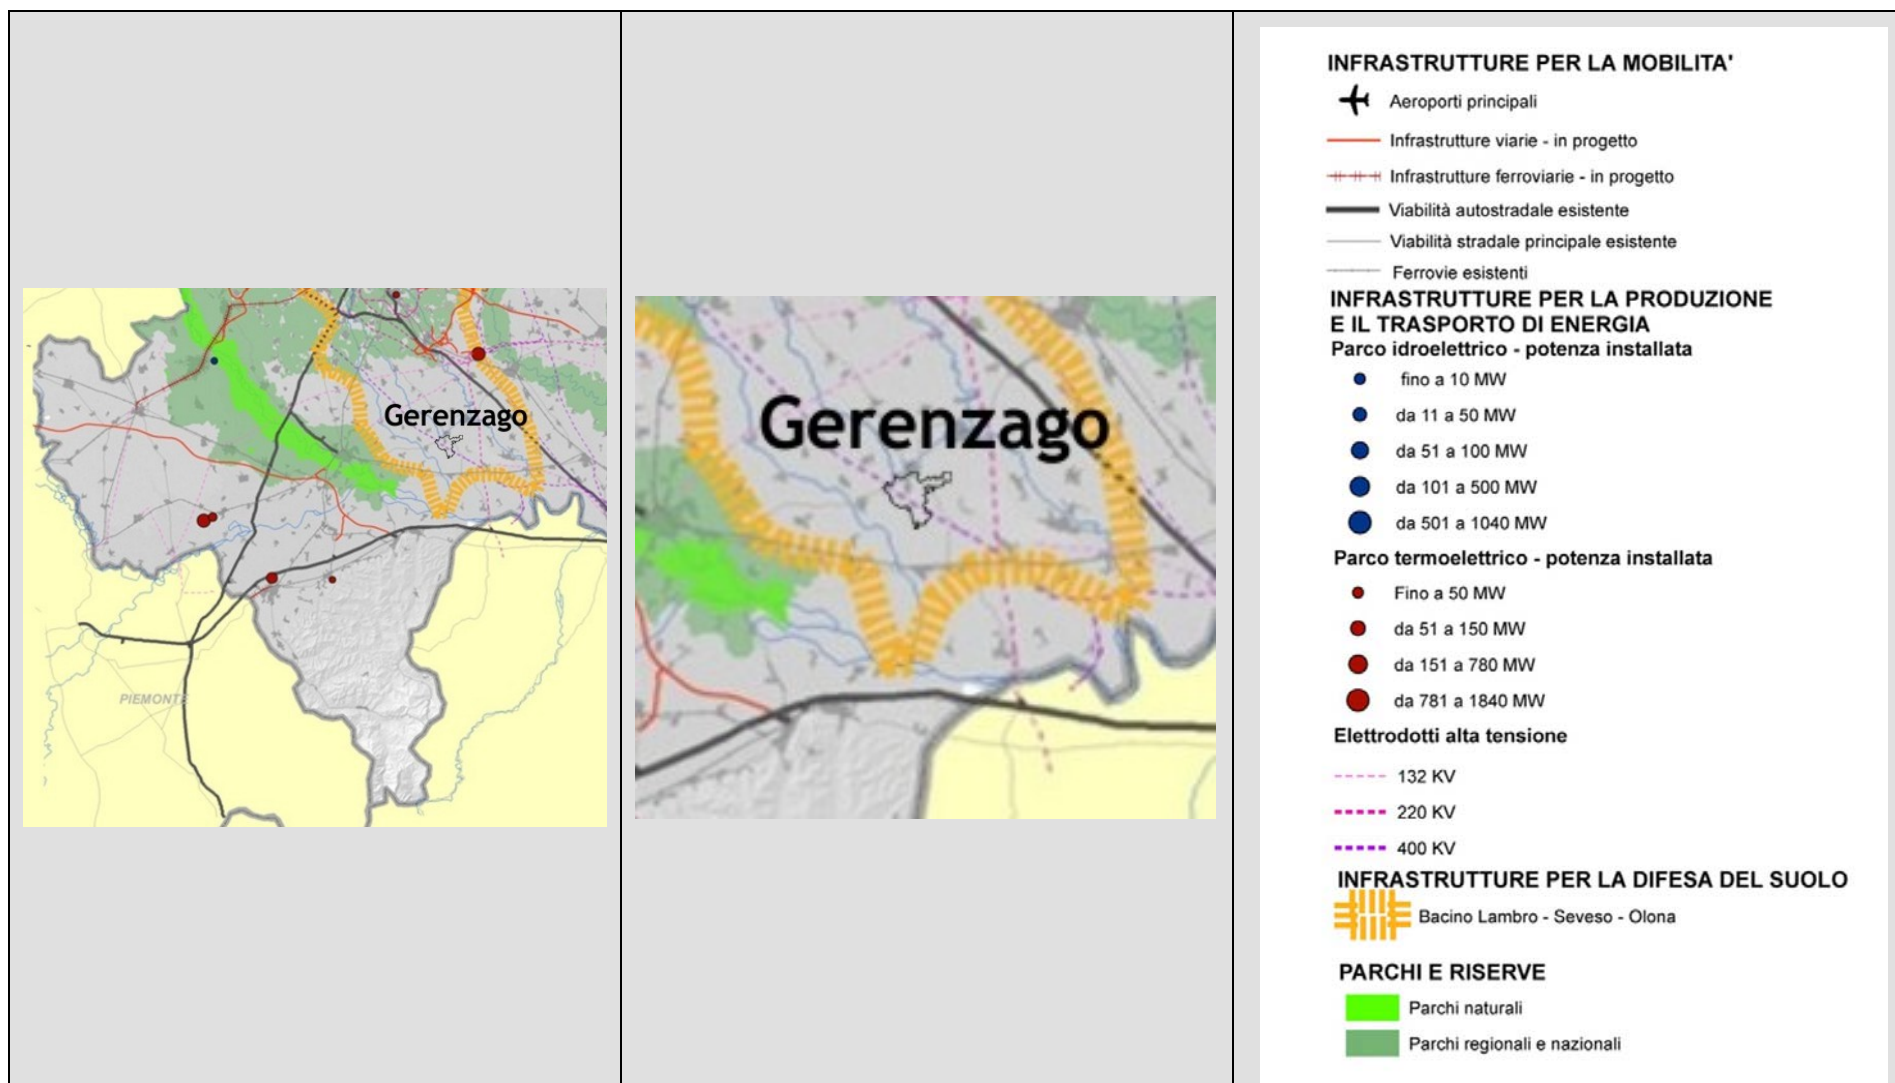 Gerenzago
PIEMONTE
Gerenzago
INFRASTRUTTURE PER LA MOBILITA'
Aeroporti principali
Infrastrutture viarie - in progetto
Infrastrutture ferroviarie - in progetto
Viabilità autostradale esistente
Viabilità stradale principale esistente
Ferrovie esistenti
INFRASTRUTTURE PER LA PRODUZIONE
E IL TRASPORTO DI ENERGIA
Parco idroelettrico - potenza installata
fino a 10 MW
da 11 a 50 MW
da 51 a 100 MW
da 101 a 500 MW
da 501 a 1040 MW
Parco termoelettrico - potenza installata
Fino a 50 MW
da 51 a 150 MW
da 151 a 780 MW
da 781 a 1840 MW
Elettrodotti alta tensione
132 KV
220 KV
400 KV
INFRASTRUTTURE PER LA DIFESA DEL SUOLO
Bacino Lambro - Seveso - Olona
PARCHI E RISERVE
Parchi naturali
Parchi regionali e nazionali